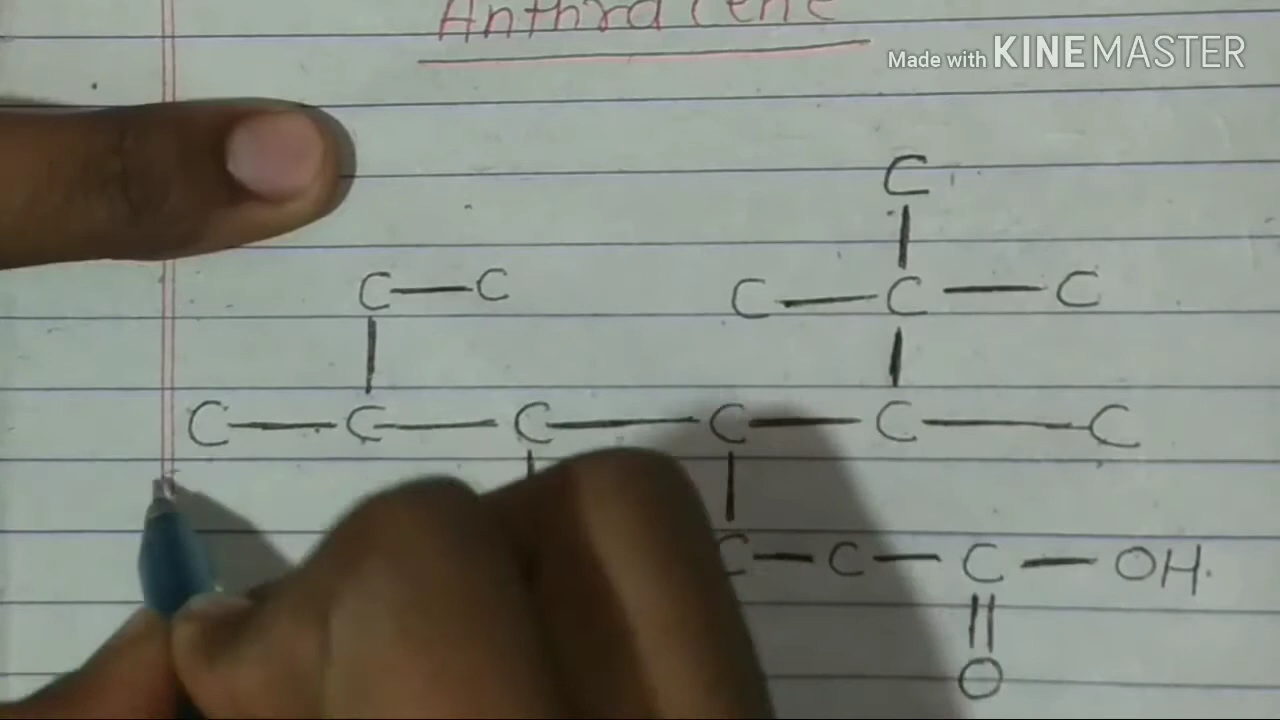 Anthracene
Made with KINEMASTER
C
C — C C — C — C
C — C — C — C — C — C
C — C — C — OH.
O